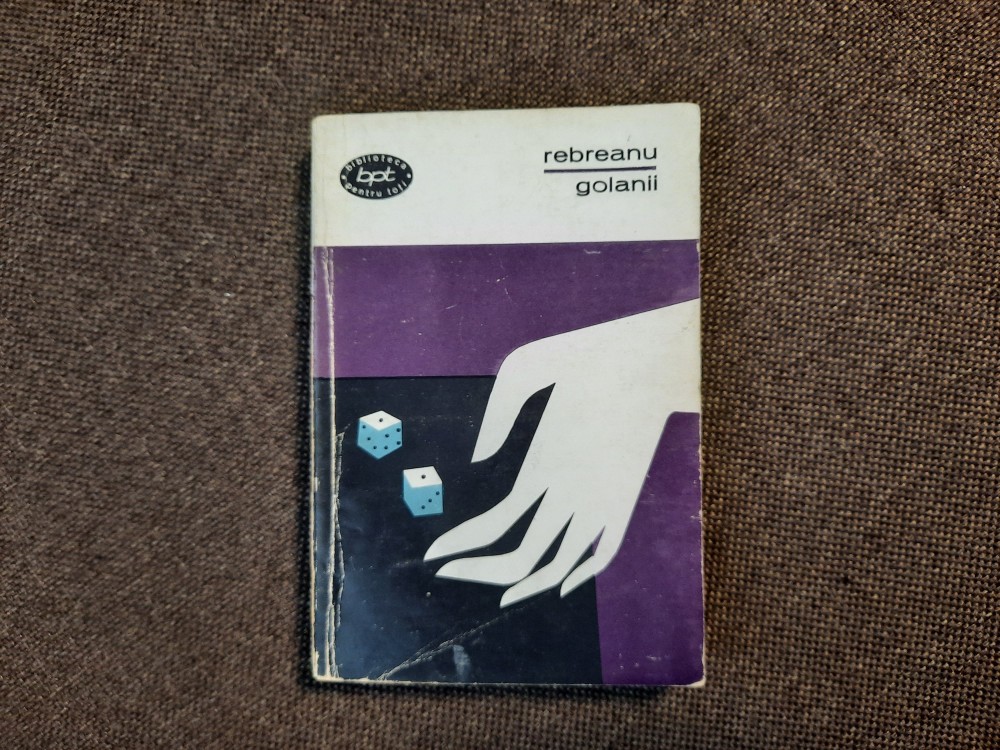 biblioteca
bpt
pentru toți
rebreanu
golanii